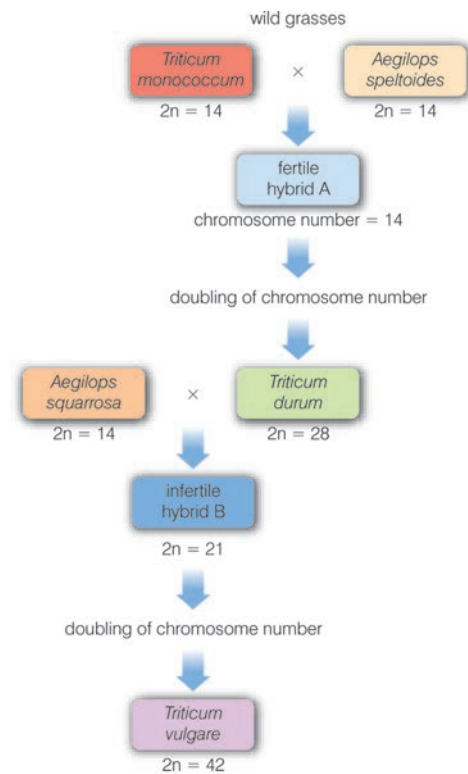 wild grasses
Triticum monococcum × Aegilops speltoides
2n = 14 2n = 14
fertile
hybrid A
chromosome number = 14
doubling of chromosome number
Aegilops squarrosa × Triticum durum
2n = 14 2n = 28
infertile
hybrid B
2n = 21
doubling of chromosome number
Triticum
vulgare
2n = 42